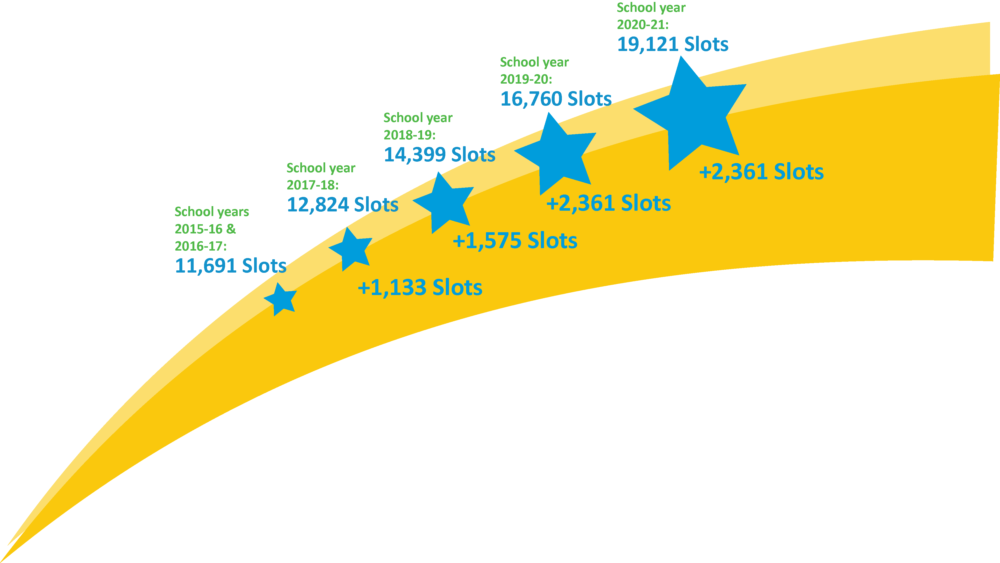 School years
2015-16 &
2016-17:
11,691 Slots
School year
2017-18:
12,824 Slots
+1,133 Slots
School year
2018-19:
14,399 Slots
+1,575 Slots
School year
2019-20:
16,760 Slots
+2,361 Slots
School year
2020-21:
19,121 Slots
+2,361 Slots